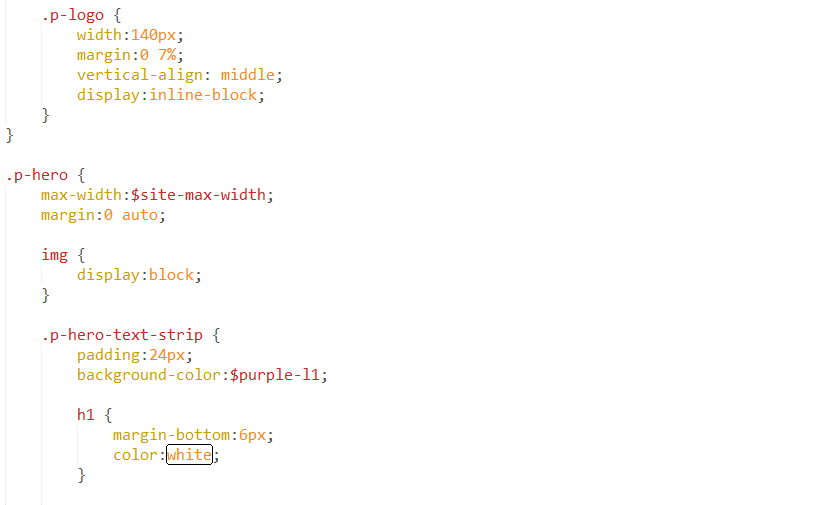 .p-logo {
width:140px;
margin:0 7%;
vertical-align: middle;
display:inline-block;
}
}
.p-hero {
max-width:$site-max-width;
margin:0 auto;
img {
display:block;
}
.p-hero-text-strip {
padding:24px;
background-color:$purple-l1;
h1 {
margin-bottom:6px;
color:white;
}